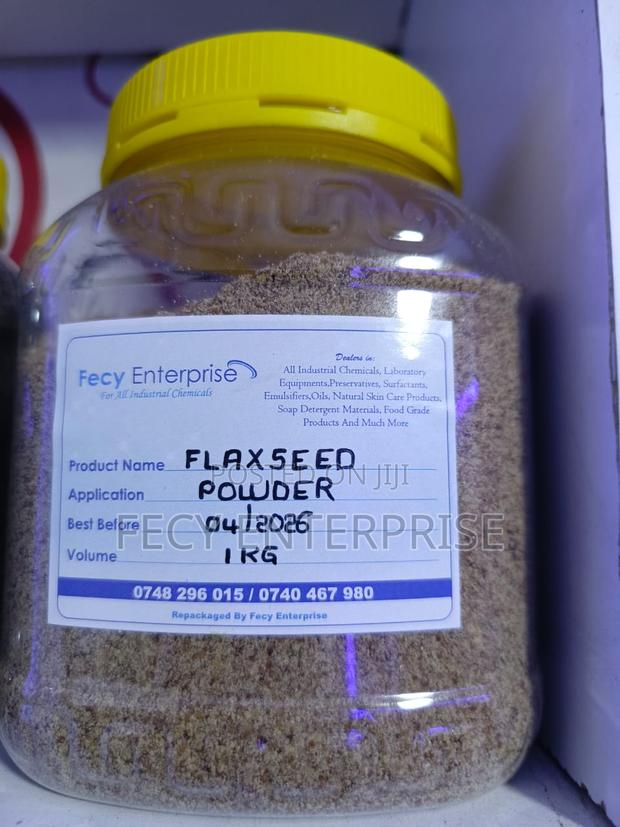 Fecy Enterprise
For All Industrial Chemicals
Dealers in:
All Industrial Chemicals, Laboratory
Equipments,Preservatives, Surfactants,
Emulsifiers,Oils, Natural Skin Care Products,
Soap Detergent Materials, Food Grade
Products And Much More
Product Name FLAXSEED
Application POWDER
Best Before 04/2026
Volume 1KG
0748 296 015 / 0740 467 980
Repackaged By Fecy Enterprise
POSTED ON JIJI
FECY ENTERPRISE